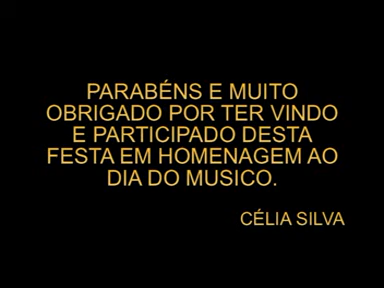 PARABÉNS E MUITO
OBRIGADO POR TER VINDO
E PARTICIPADO DESTA
FESTA EM HOMENAGEM AO
DIA DO MUSICO.
CÉLIA SILVA